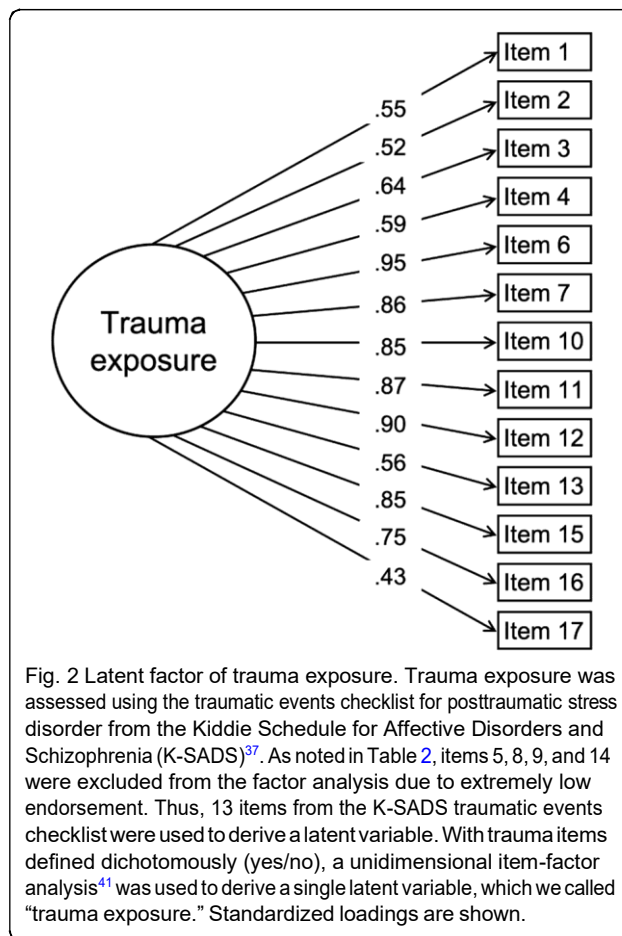 Item 1
.55
Item 2
.52
Item 3
.64
Item 4
.59
Item 6
.95
Item 7
.86
Trauma
exposure
Item 10
.85
Item 11
.87
Item 12
.90
Item 13
.56
Item 15
.85
Item 16
.75
Item 17
.43
Fig. 2 Latent factor of trauma exposure. Trauma exposure was
assessed using the traumatic events checklist for posttraumatic stress
disorder from the Kiddie Schedule for Affective Disorders and
Schizophrenia (K-SADS)37. As noted in Table 2, items 5, 8, 9, and 14
were excluded from the factor analysis due to extremely low
endorsement. Thus, 13 items from the K-SADS traumatic events
checklist were used to derive a latent variable. With trauma items
defined dichotomously (yes/no), a unidimensional item-factor
analysis41 was used to derive a single latent variable, which we called
“trauma exposure.” Standardized loadings are shown.